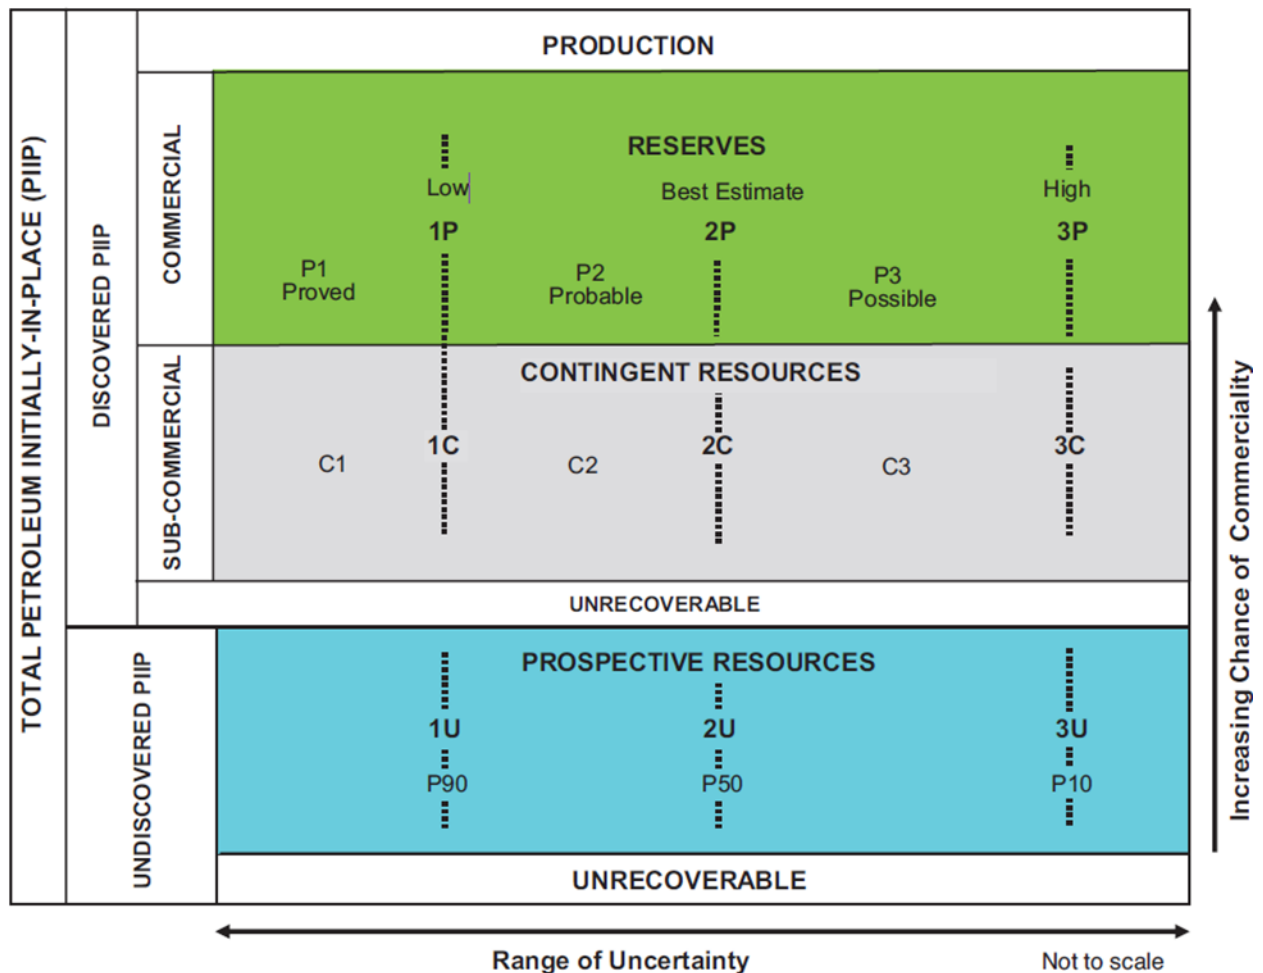 TOTAL PETROLEUM INITIALLY-IN-PLACE (PIIP)
DISCOVERED PIIP
PRODUCTION
COMMERCIAL
RESERVES
Low
Best Estimate
High
1P
2P
3P
P1
Proved
P2
Probable
P3
Possible
SUB-COMMERCIAL
CONTINGENT RESOURCES
1C
2C
3C
C1
C2
C3
UNRECOVERABLE
UNDISCOVERED PIIP
PROSPECTIVE RESOURCES
1U
2U
3U
P90
P50
P10
UNRECOVERABLE
Increasing Chance of Commerciality
Range of Uncertainty
Not to scale